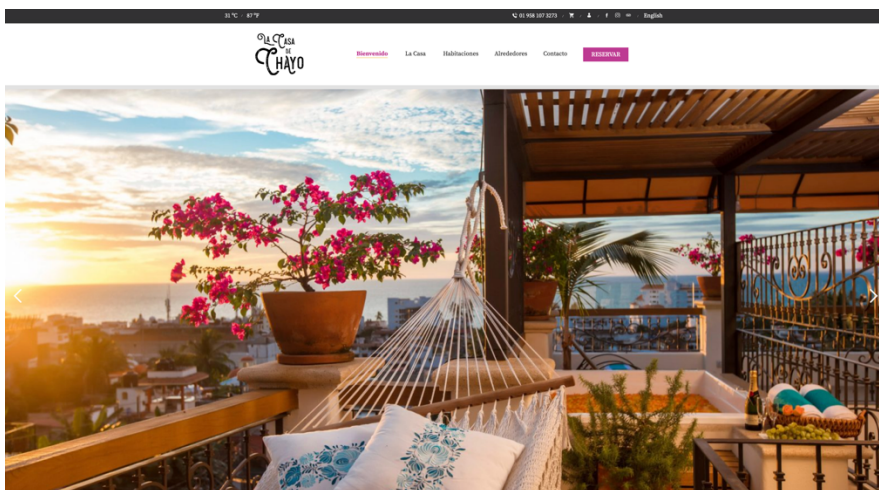 31 °C / 87 °F
01 958 107 3273
English
LA CASA
DE
CHAYO
Bienvenido
La Casa
Habitaciones
Alrededores
Contacto
RESERVAR